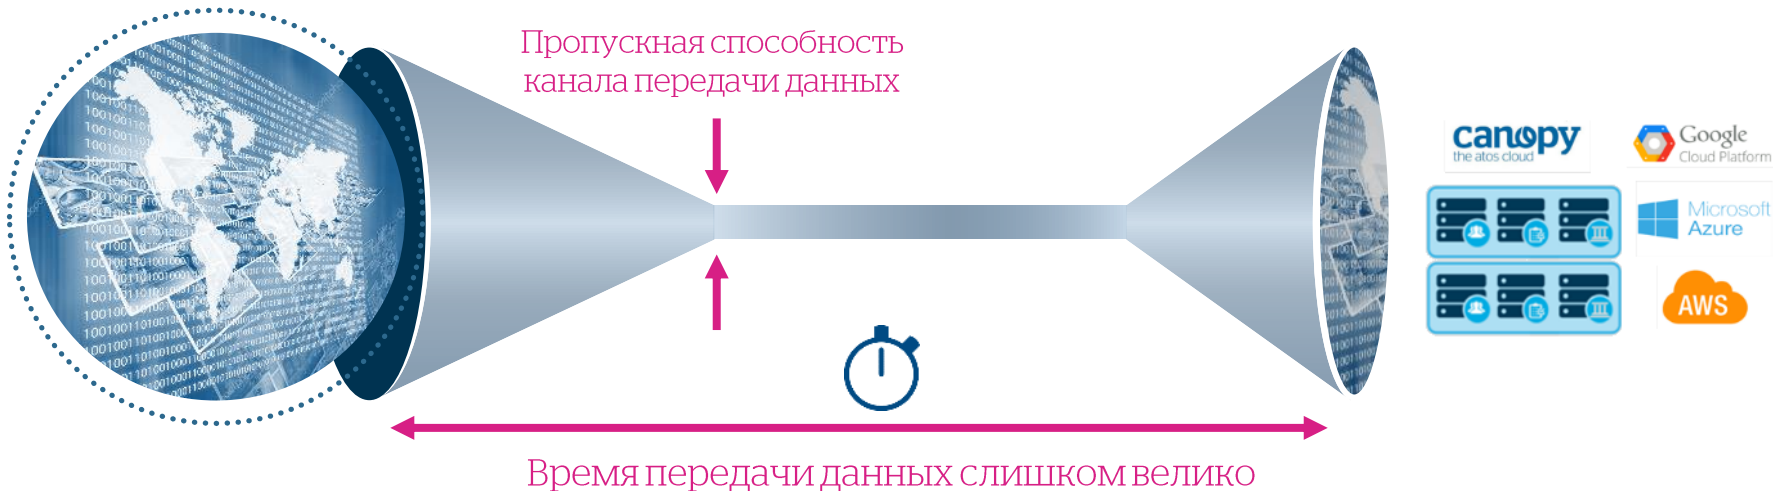 Пропускная способность
канала передачи данных
canopy
the atos cloud
Google
Cloud Platform
Microsoft
Azure
AWS
Время передачи данных слишком велико